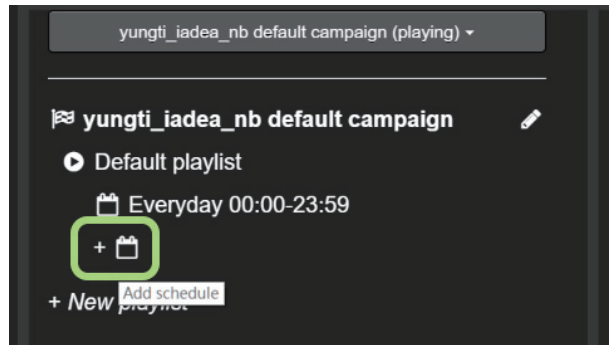 yungti_iadea_nb default campaign (playing)
yungti_iadea_nb default campaign
Default playlist
Everyday 00:00-23:59
+
Add schedule
+ New playlist